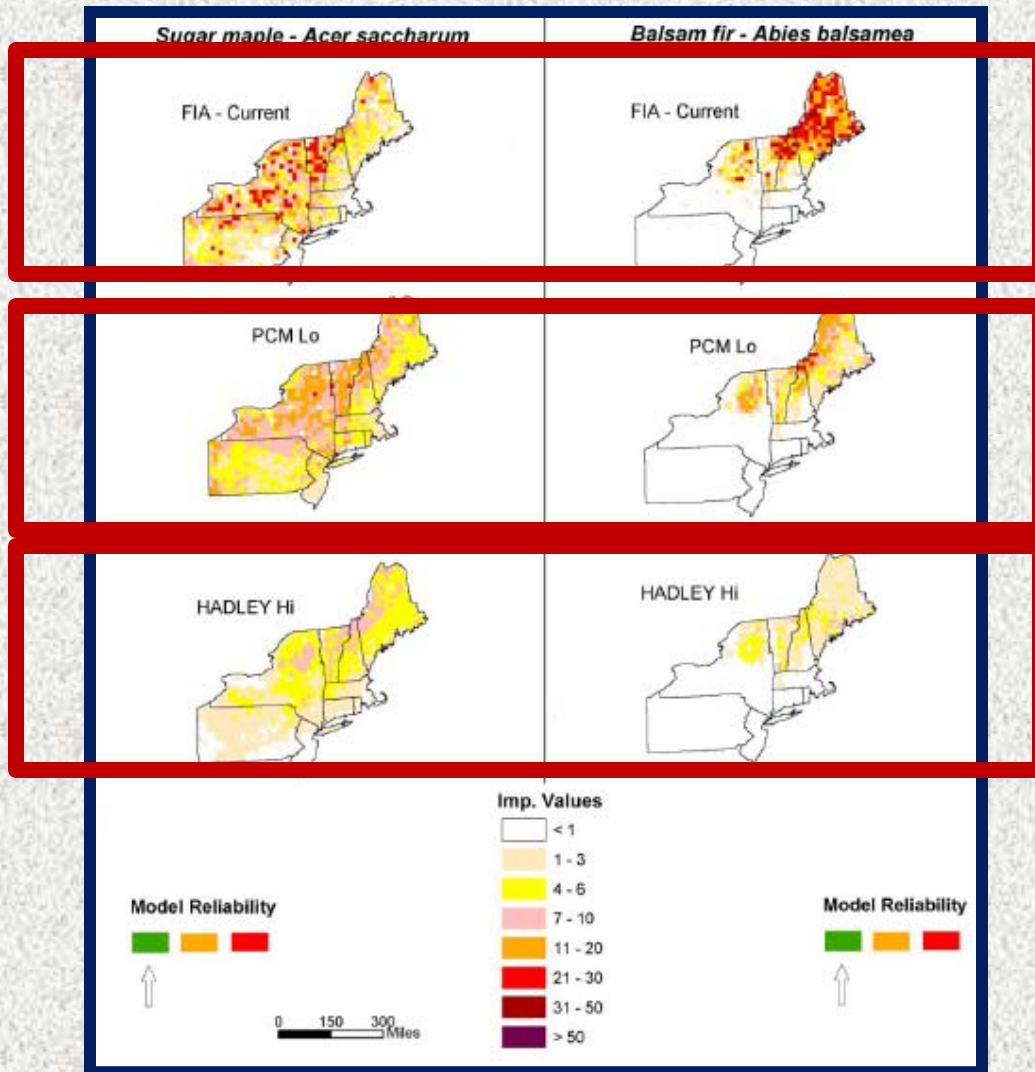 Sugar maple - Acer saccharum
Balsam fir - Abies balsamea
FIA - Current
FIA - Current
PCM Lo
PCM Lo
HADLEY Hi
HADLEY Hi
Imp. Values
< 1
1 - 3
4 - 6
7 - 10
11 - 20
21 - 30
31 - 50
> 50
Model Reliability
Model Reliability
0 150 300
Miles